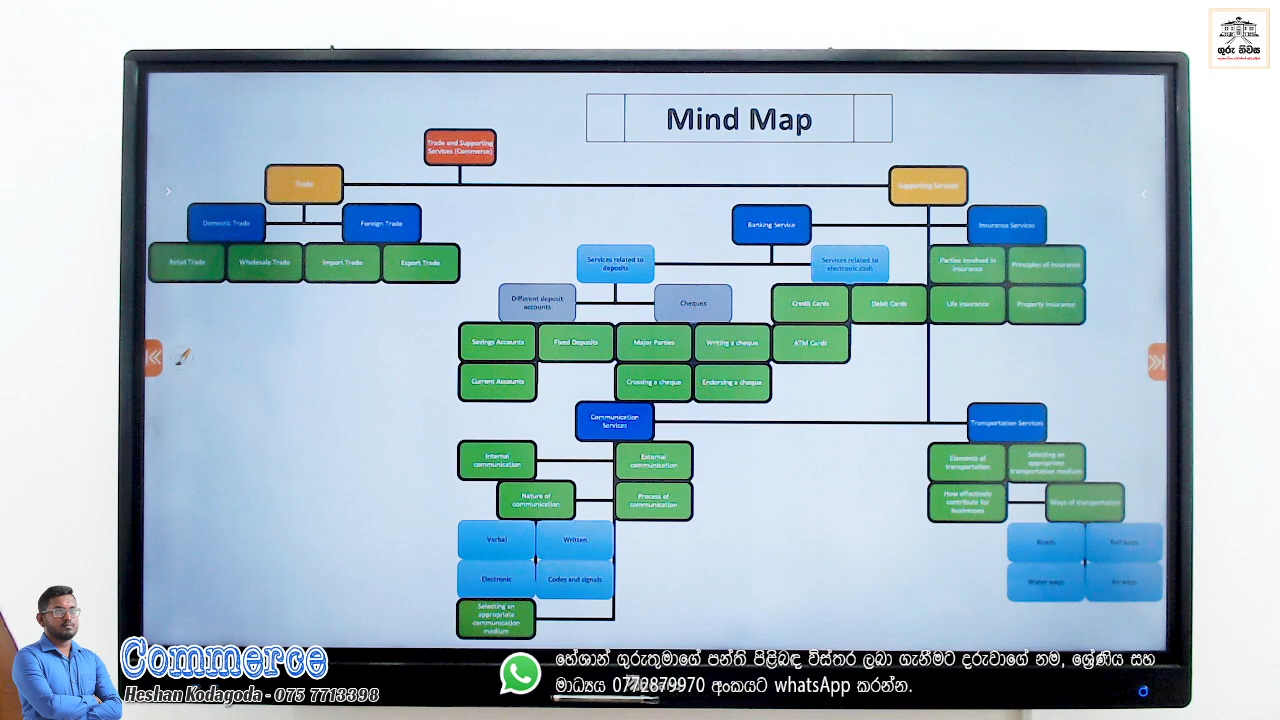 ගුරු නිවස
Mind Map
Trade and Supporting
Services (Commerce)
Trade
Supporting Services
Domestic Trade
Foreign Trade
Banking Service
Insurance Services
Retail Trade
Wholesale Trade
Import Trade
Export Trade
Services related to
deposits
Services related to
electronic cash
Parties involved in
insurance
Principles of insurance
Different deposit
accounts
Cheques
Credit Cards
Debit Cards
Life insurance
Property insurance
Savings Accounts
Fixed Deposits
Major Parties
Writing a cheque
ATM Cards
Current Accounts
Crossing a cheque
Endorsing a cheque
Communication
Services
Transportation Services
Internal
communication
External
communication
Elements of
transportation
Selecting an
appropriate
transportation medium
Nature of
communication
Process of
communication
How effectively
contribute for
businesses
Ways of transportation
Verbal
Written
Roads
Railways
Electronic
Codes and signals
Water ways
Air ways
Selecting an
appropriate
communication
medium
Commerce
Heshan Kodagoda - 075 7713398
හේශාන් ගුරුතුමාගේ පන්ති පිළිබඳ විස්තර ලබා ගැනීමට දරුවාගේ නම, ශ්‍රේණිය සහ
මාධ්‍යය 0772879970 අංකයට whatsApp කරන්න.